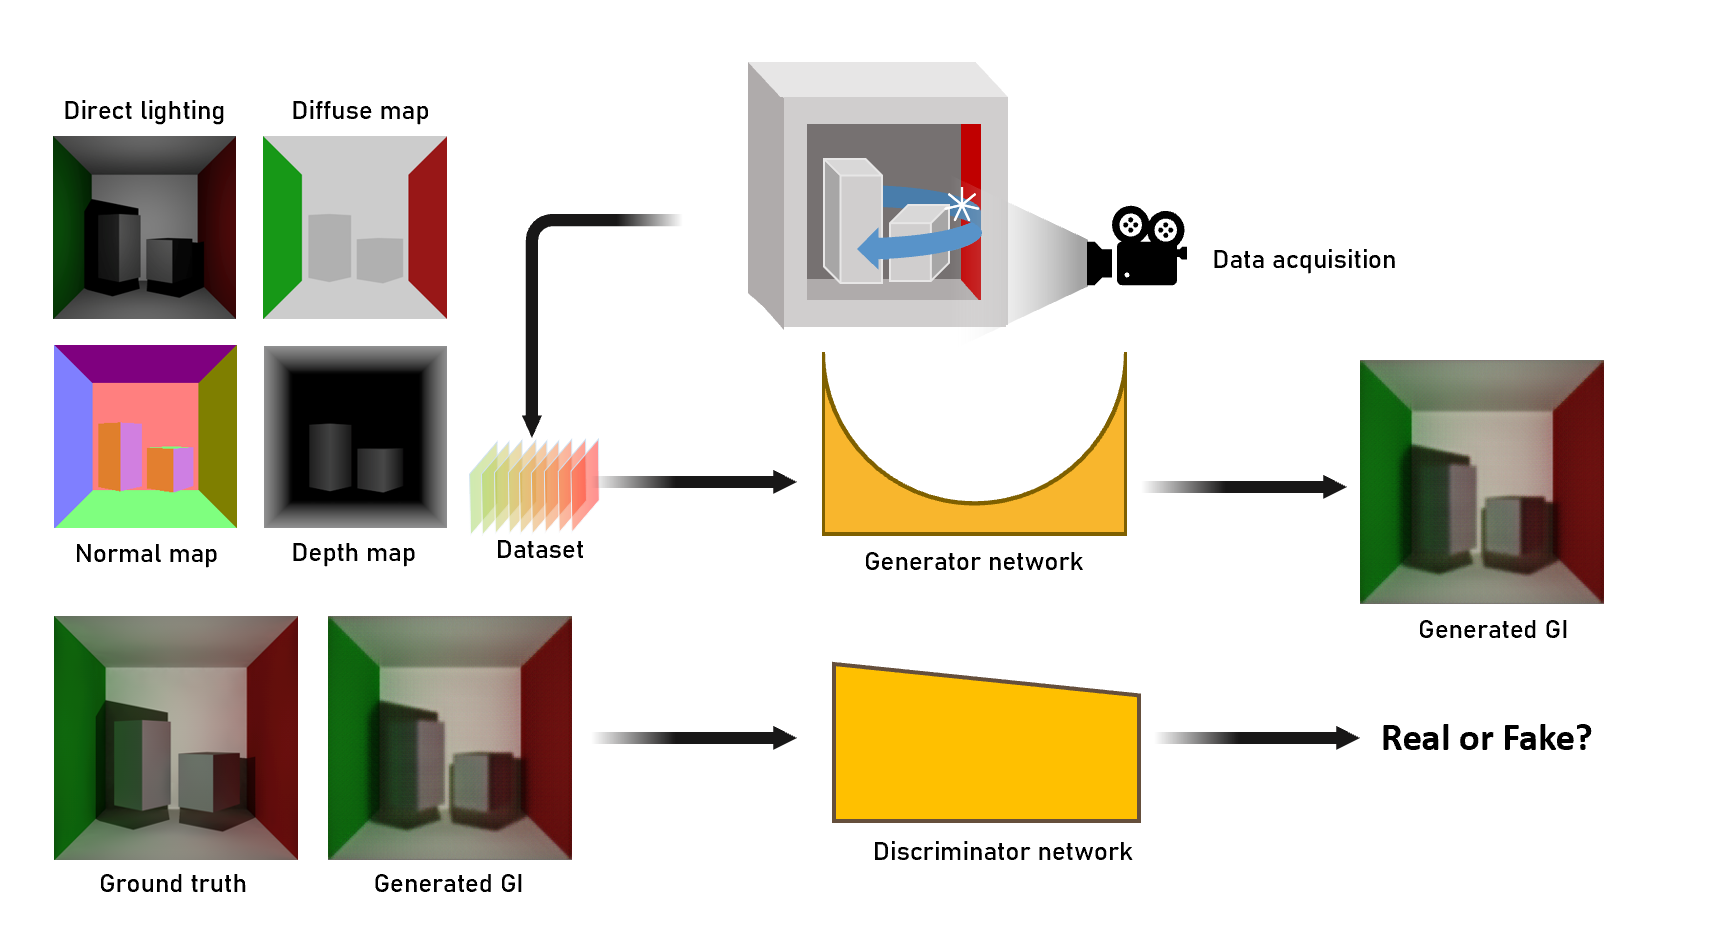 Direct lighting
Diffuse map
Data acquisition
Normal map
Depth map
Dataset
Generator network
Generated GI
Ground truth
Generated GI
Discriminator network
Real or Fake?